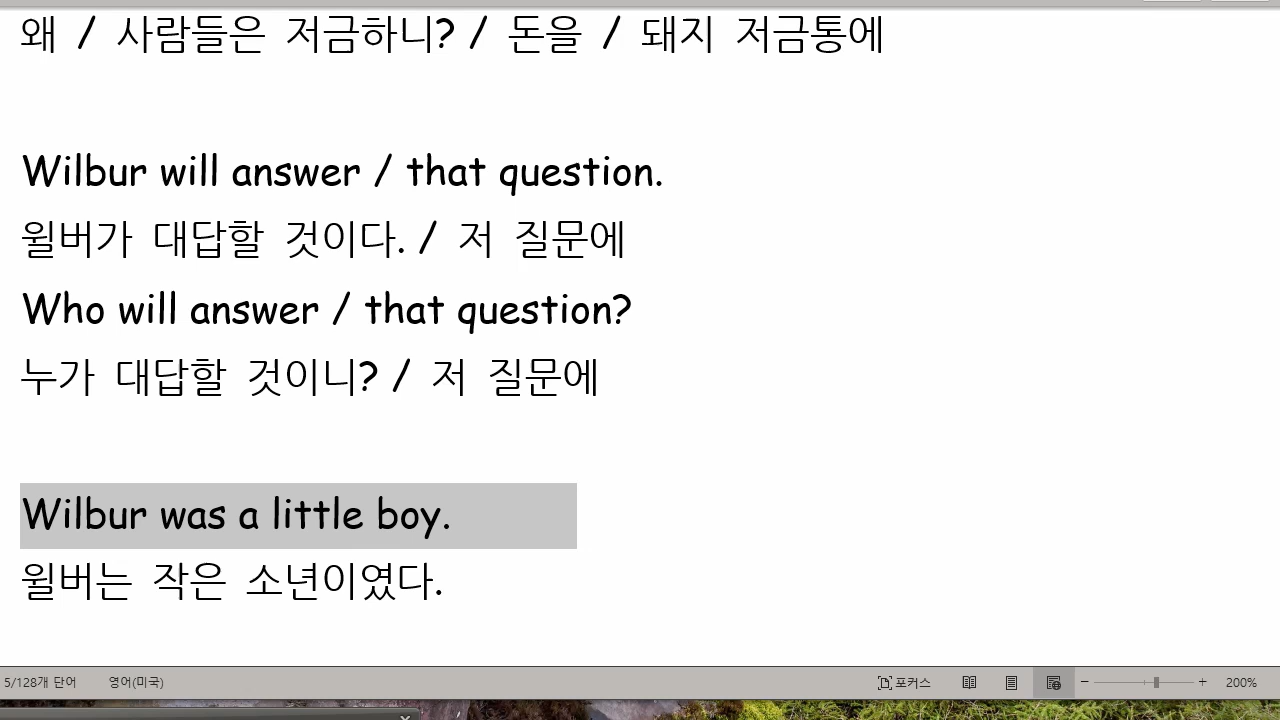 왜 / 사람들은 저금하니? / 돈을 / 돼지 저금통에
Wilbur will answer / that question.
윌버가 대답할 것이다. / 저 질문에
Who will answer / that question?
누가 대답할 것이니? / 저 질문에
Wilbur was a little boy.
윌버는 작은 소년이였다.
5/128개 단어 영어(미국) 포커스 200%